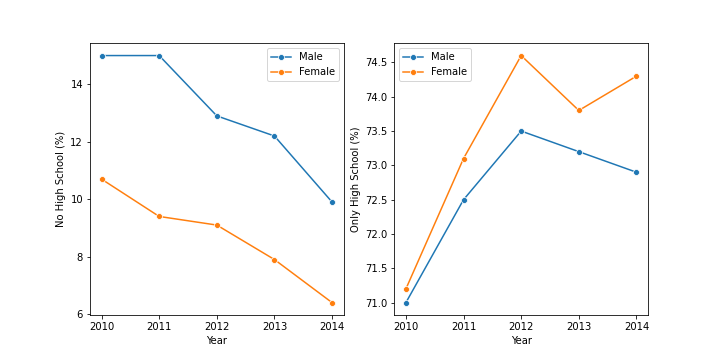 No High School (%)
14
12
10
8
6
Male
Female
2010 2011 2012 2013 2014
Year
Only High School (%)
74.5
74.0
73.5
73.0
72.5
72.0
71.5
71.0
Male
Female
2010 2011 2012 2013 2014
Year